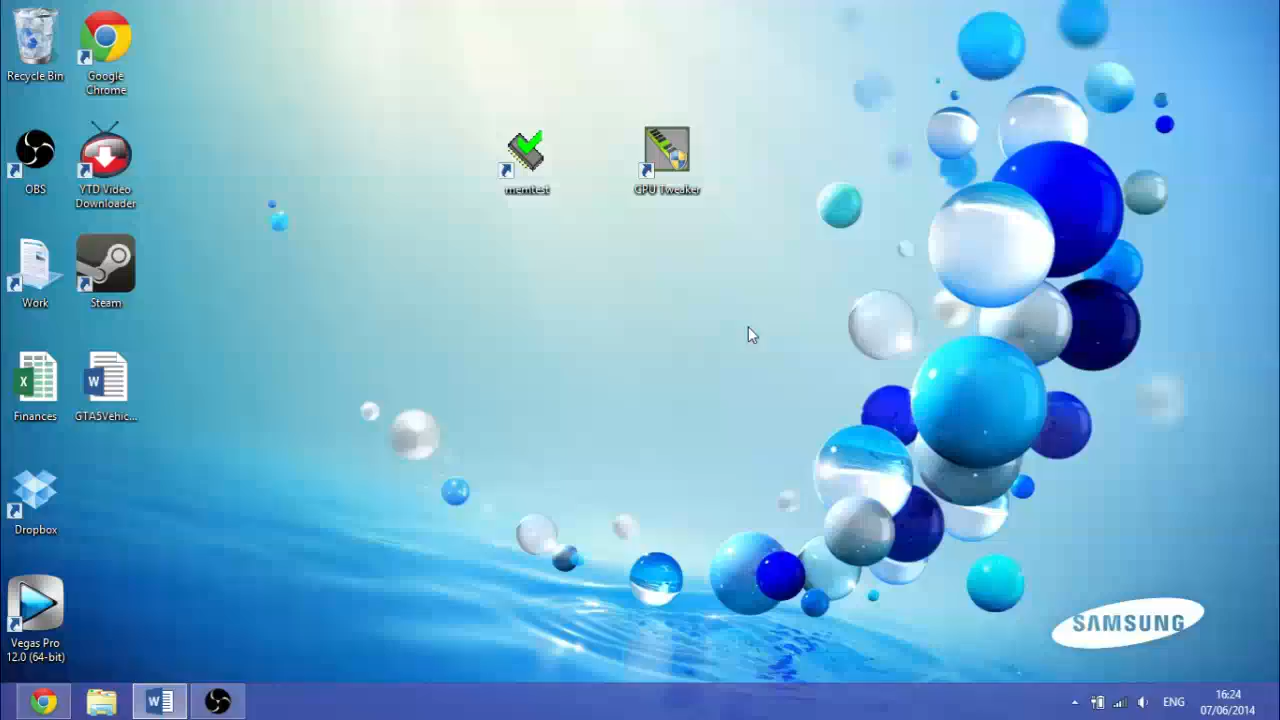 Recycle Bin
Google
Chrome
memtest
CPU Tweaker
OBS
YTD Video
Downloader
Work
Steam
Finances
GTA5Vehic...
Dropbox
Vegas Pro
12.0 (64-bit)
SAMSUNG
ENG
16:24
07/06/2014